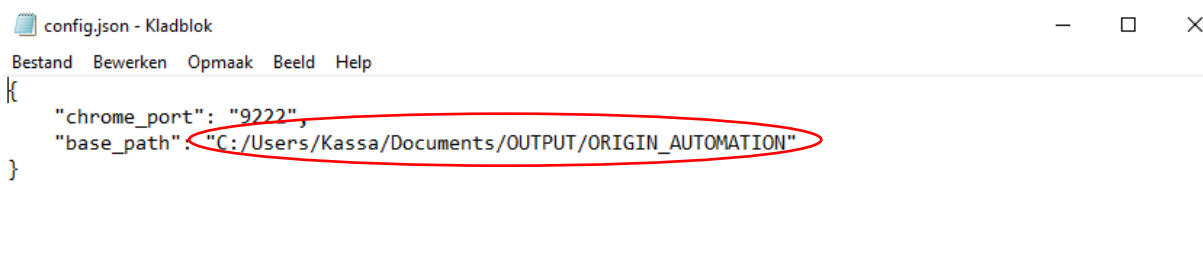 config.json - Kladblok
Bestand Bewerken Opmaak Beeld Help
{
    "chrome_port": "9222",
    "base_path": "C:/Users/Kassa/Documents/OUTPUT/ORIGIN_AUTOMATION"
}